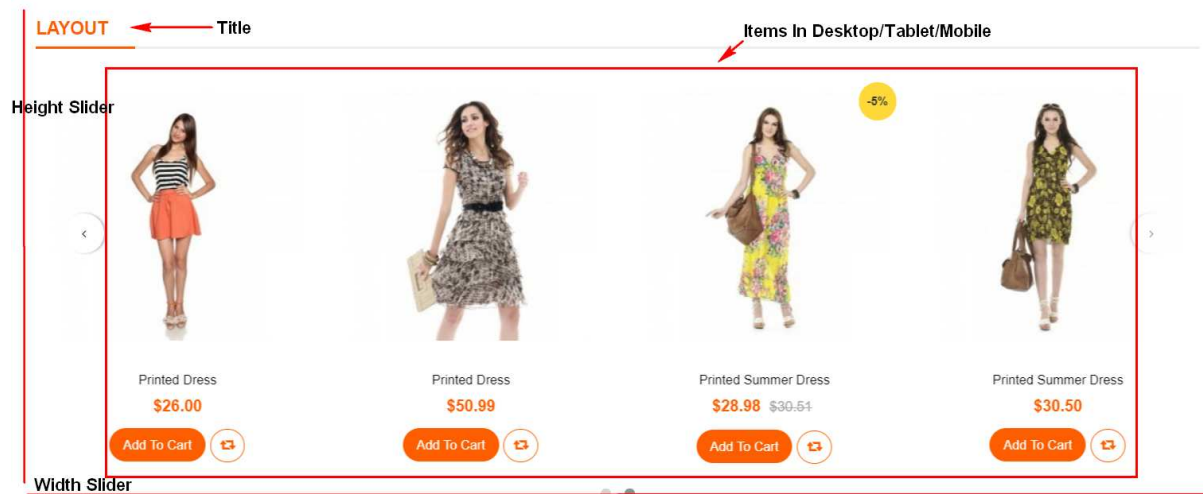 LAYOUT
Title
Items In Desktop/Tablet/Mobile
Height Slider
-5%
Printed Dress
Printed Dress
Printed Summer Dress
Printed Summer Dress
$26.00
$50.99
$28.98 $30.51
$30.50
Add To Cart
Add To Cart
Add To Cart
Add To Cart
Width Slider